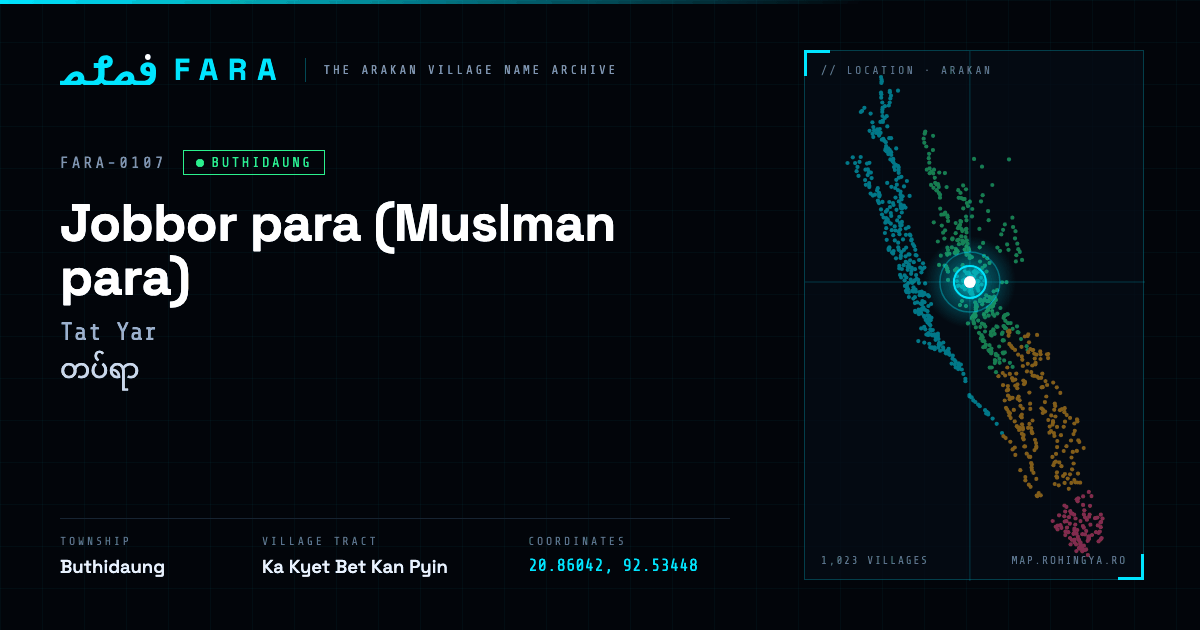 FARA
THE ARAKAN VILLAGE NAME ARCHIVE
FARA-0107
BUTHIDAUNG
Jobbor para (Muslman
para)
Tat Yar
တပ်ရာ
TOWNSHIP
Buthidaung
VILLAGE TRACT
Ka Kyet Bet Kan Pyin
COORDINATES
20.86042, 92.53448
// LOCATION · ARAKAN
1,023 VILLAGES
MAP.ROHINGYA.RO